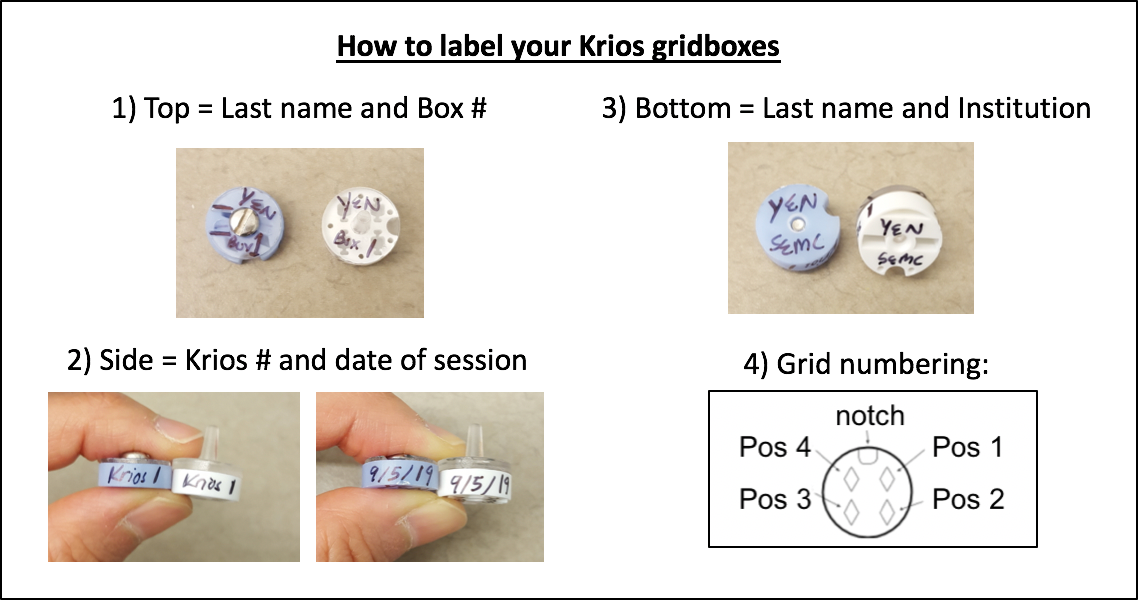 How to label your Krios gridboxes
1) Top = Last name and Box #
YEN
Box 1
YEN
Box 1
2) Side = Krios # and date of session
Krios 1
Krios 1
9/5/19
9/5/19
3) Bottom = Last name and Institution
YEN
SEMC
YEN
SEMC
4) Grid numbering:
notch
Pos 4
Pos 1
Pos 3
Pos 2